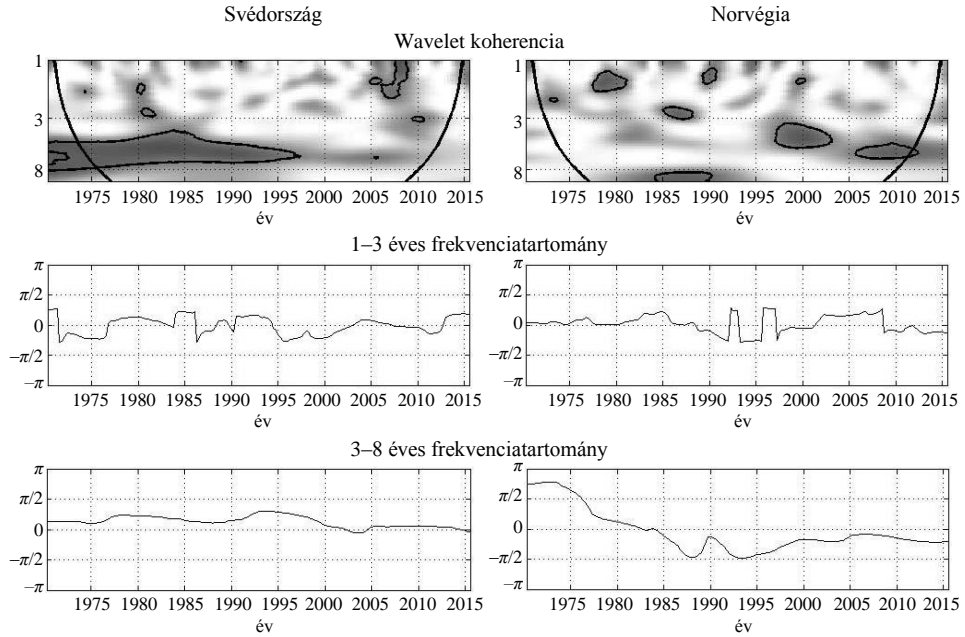 Svédország Norvégia
Wavelet koherencia
1 1
3 3
8 8
1975 1980 1985 1990 1995 2000 2005 2010 2015 1975 1980 1985 1990 1995 2000 2005 2010 2015
év év
1–3 éves frekvenciatartomány
π π
π/2 π/2
0 0
−π/2 −π/2
−π −π
1975 1980 1985 1990 1995 2000 2005 2010 2015 1975 1980 1985 1990 1995 2000 2005 2010 2015
év év
3–8 éves frekvenciatartomány
π π
π/2 π/2
0 0
−π/2 −π/2
−π −π
1975 1980 1985 1990 1995 2000 2005 2010 2015 1975 1980 1985 1990 1995 2000 2005 2010 2015
év év